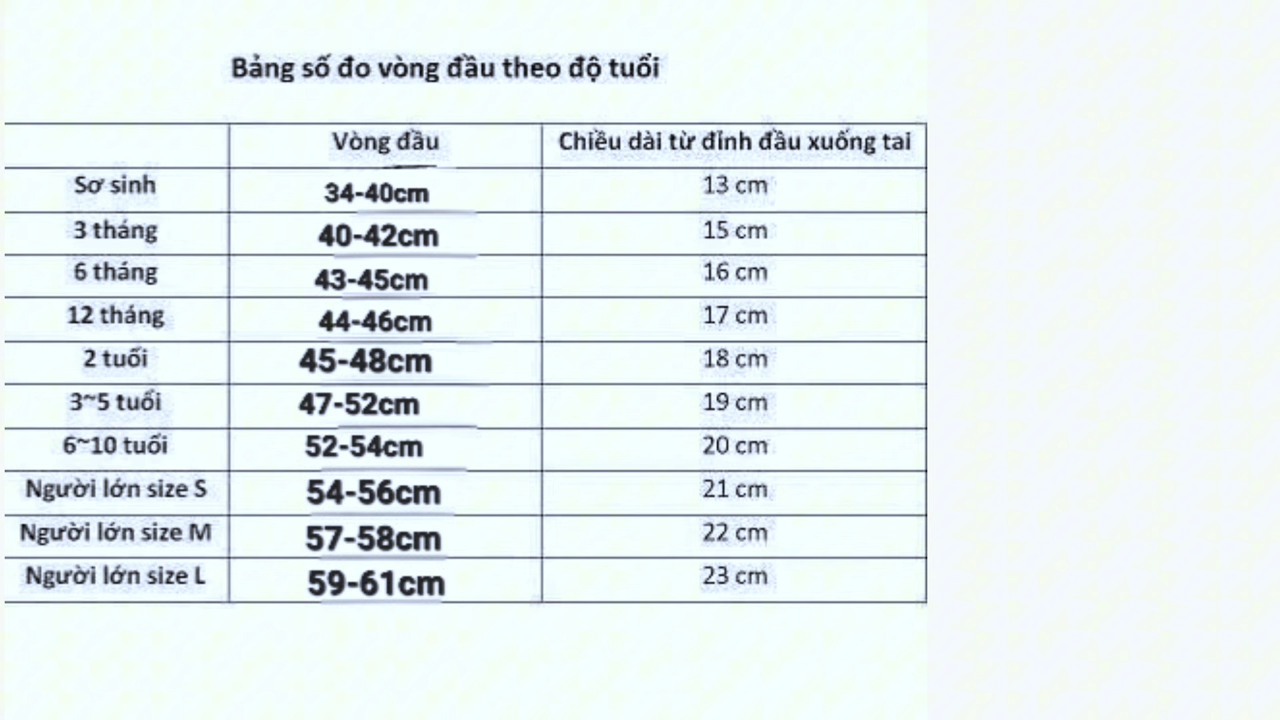 Bảng số đo vòng đầu theo độ tuổi
Vòng đầu Chiều dài từ đỉnh đầu xuống tai
Sơ sinh 34-40cm 13 cm
3 tháng 40-42cm 15 cm
6 tháng 43-45cm 16 cm
12 tháng 44-46cm 17 cm
2 tuổi 45-48cm 18 cm
3~5 tuổi 47-52cm 19 cm
6~10 tuổi 52-54cm 20 cm
Người lớn size S 54-56cm 21 cm
Người lớn size M 57-58cm 22 cm
Người lớn size L 59-61cm 23 cm